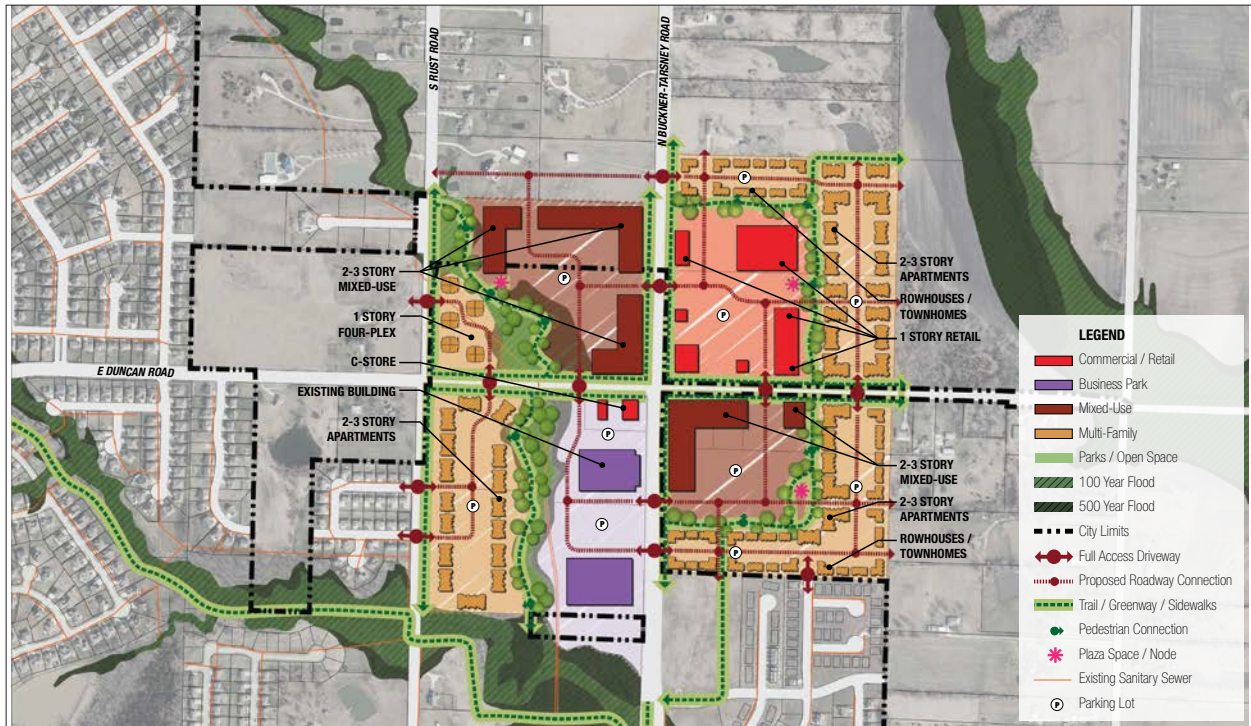 S RUST ROAD
N BUCKNER-TARSNEY ROAD
E DUNCAN ROAD
2-3 STORY
MIXED-USE
1 STORY
FOUR-PLEX
C-STORE
EXISTING BUILDING
2-3 STORY
APARTMENTS
2-3 STORY
APARTMENTS
ROWHOUSES /
TOWNHOMES
1 STORY RETAIL
2-3 STORY
MIXED-USE
2-3 STORY
APARTMENTS
ROWHOUSES /
TOWNHOMES
P
P
P
P
P
P
P
P
P
P
P
LEGEND
Commercial / Retail
Business Park
Mixed-Use
Multi-Family
Parks / Open Space
100 Year Flood
500 Year Flood
City Limits
Full Access Driveway
Proposed Roadway Connection
Trail / Greenway / Sidewalks
Pedestrian Connection
Plaza Space / Node
Existing Sanitary Sewer
P Parking Lot